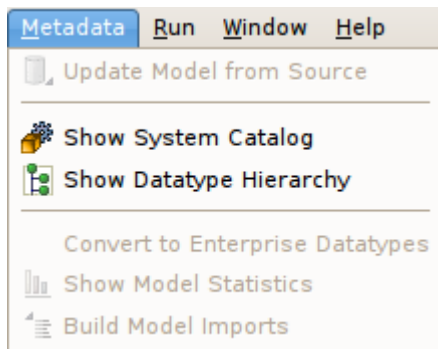 Metadata Run Window Help
Update Model from Source
Show System Catalog
Show Datatype Hierarchy
Convert to Enterprise Datatypes
Show Model Statistics
Build Model Imports